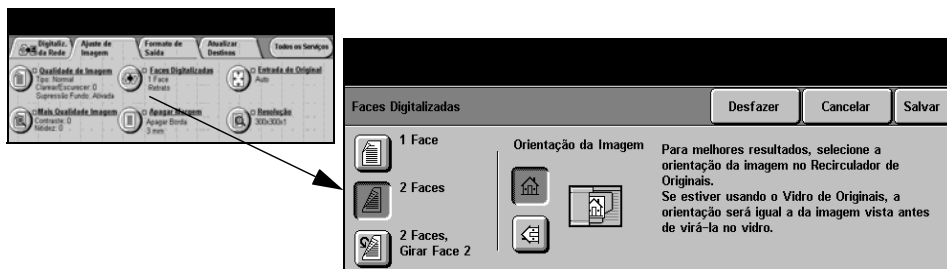 Digitaliz. da Rede
Ajuste de Imagem
Formato de Saída
Atualizar Destinos
Todos os Serviços
Qualidade de Imagem
Tipo: Normal
Clarear/Escurecer: 0
Supressão Fundo: Ativada
Faces Digitalizadas
1 Face
Retrato
Entrada de Original
Auto
Mais Qualidade Imagem
Contraste: 0
Nitidez: 0
Apagar Margem
Apagar Borda
3 mm
Resolução
300x300x1
Faces Digitalizadas
Desfazer
Cancelar
Salvar
1 Face
2 Faces
2 Faces,
Girar Face 2
Orientação da Imagem
Para melhores resultados, selecione a
orientação da imagem no Recirculador de
Originais.
Se estiver usando o Vidro de Originais, a
orientação será igual a da imagem vista antes
de virá-la no vidro.